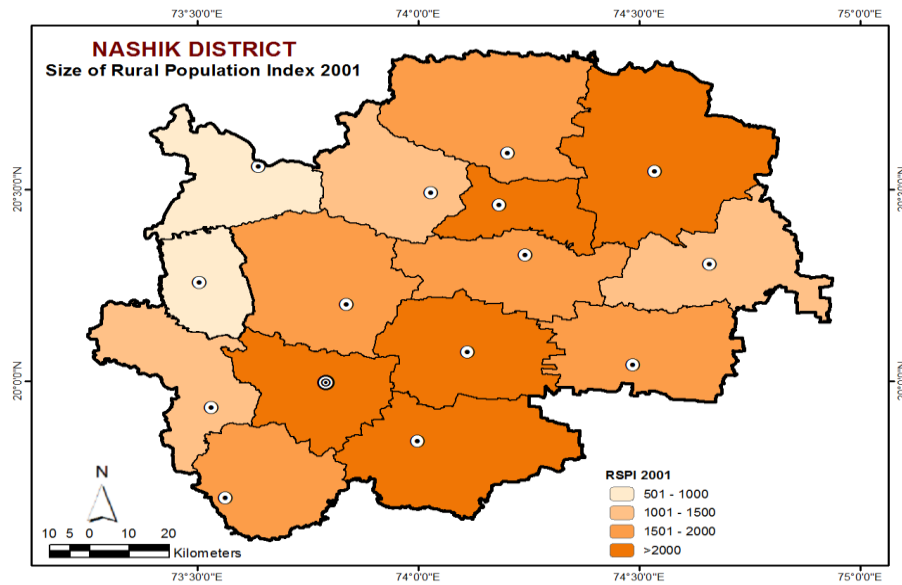 73°30'0"E 74°0'0"E 74°30'0"E 75°0'0"E
NASHIK DISTRICT
Size of Rural Population Index 2001
20°30'0"N 20°30'0"N
20°0'0"N 20°0'0"N
N
10 5 0 10 20
Kilometers
RSPI 2001
501 - 1000
1001 - 1500
1501 - 2000
>2000
73°30'0"E 74°0'0"E 74°30'0"E 75°0'0"E